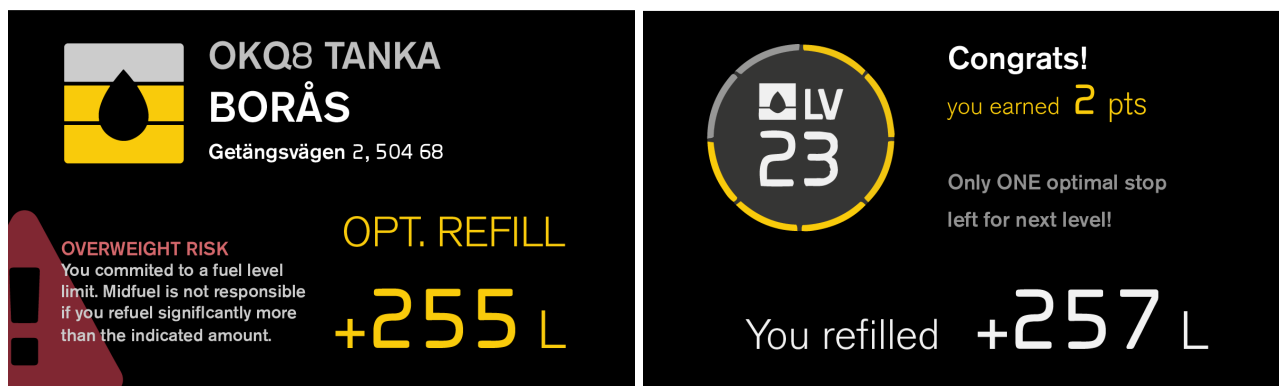 OKQ8 TANKA
BORÅS
Getängsvägen 2, 504 68
OVERWEIGHT RISK
You commited to a fuel level
limit. Midfuel is not responsible
if you refuel significantly more
than the indicated amount.
OPT. REFILL
+255 L
LV
23
Congrats!
you earned 2 pts
Only ONE optimal stop
left for next level!
You refilled +257 L